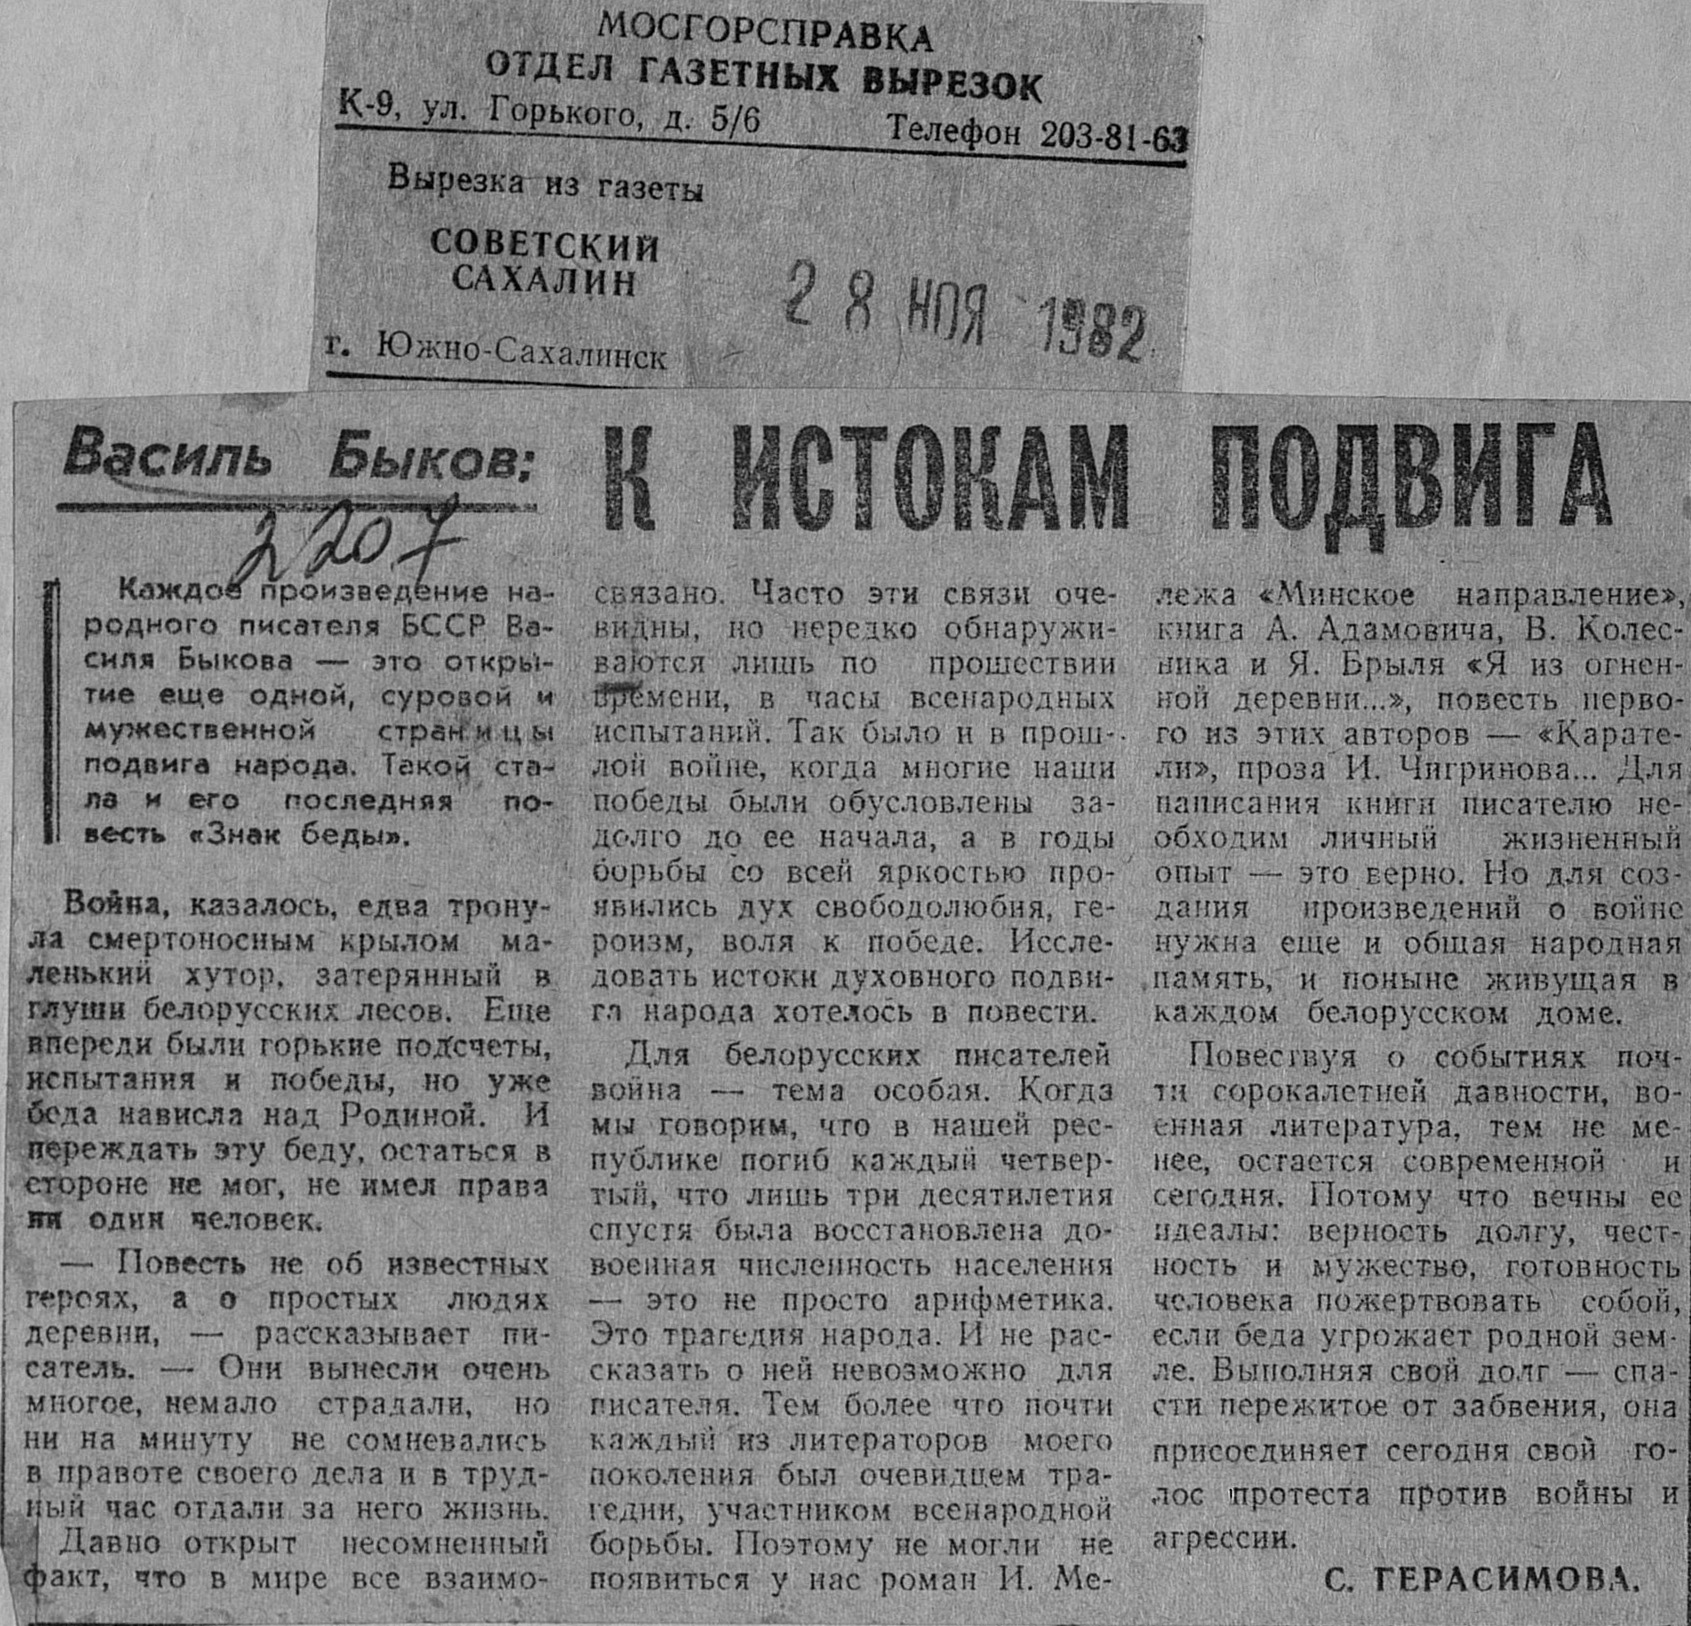 МОСГОРСПРАВКА
ОТДЕЛ ГАЗЕТНЫХ ВЫРЕЗОК
К-9, ул. Горького, д. 5/6 Телефон 203-81-63
Вырезка из газеты
СОВЕТСКИЙ
САХАЛИН
г. Южно-Сахалинск
28 НОЯ 1982
Василь Быков:
К ИСТОКАМ ПОДВИГА
2207
Каждое произведение на-
родного писателя БССР Ва-
силя Быкова — это откры-
тие еще одной, суровой и
мужественной страницы
подвига народа. Такой ста-
ла и его последняя по-
весть «Знак беды».
Война, казалось, едва трону-
ла смертоносным крылом ма-
ленький хутор, затерянный в
глуши белорусских лесов. Еще
впереди были горькие подсчеты,
испытания и победы, но уже
беда нависла над Родиной. И
переждать эту беду, остаться в
стороне не мог, не имел права
ни один человек.
— Повесть не об известных
героях, а о простых людях
деревни, — рассказывает пи-
сатель. — Они вынесли очень
многое, немало страдали, но
ни на минуту не сомневались
в правоте своего дела и в труд-
ный час отдали за него жизнь.
Давно открыт несомненный
факт, что в мире все взаимо-
связано. Часто эти связи оче-
видны, но нередко обнаружи-
ваются лишь по прошествии
времени, в часы всенародных
испытаний. Так было и в прош-
лой войне, когда многие наши
победы были обусловлены за-
долго до ее начала, а в годы
борьбы со всей яркостью про-
явились дух свободолюбия, ге-
роизм, воля к победе. Иссле-
довать истоки духовного подви-
га народа хотелось в повести.
Для белорусских писателей
война — тема особая. Когда
мы говорим, что в нашей рес-
публике погиб каждый четвер-
тый, что лишь три десятилетия
спустя была восстановлена до-
военная численность населения
— это не просто арифметика.
Это трагедия народа. И не рас-
сказать о ней невозможно для
писателя. Тем более что почти
каждый из литераторов моего
поколения был очевидцем тра-
гедии, участником всенародной
борьбы. Поэтому не могли не
появиться у нас роман И. Ме-
лежа «Минское направление»,
книга А. Адамовича, В. Колес-
ника и Я. Брыля «Я из огнен-
ной деревни...», повесть перво-
го из этих авторов — «Карате-
ли», проза И. Чигринова... Для
написания книги писателю не-
обходим личный жизненный
опыт — это верно. Но для соз-
дания произведений о войне
нужна еще и общая народная
память, и поныне живущая в
каждом белорусском доме.
Повествуя о событиях поч-
ти сорокалетней давности, во-
енная литература, тем не ме-
нее, остается современной и
сегодня. Потому что вечны ее
идеалы: верность долгу, чест-
ность и мужество, готовность
человека пожертвовать собой,
если беда угрожает родной зем-
ле. Выполняя свой долг — спа-
сти пережитое от забвения, она
присоединяет сегодня свой го-
лос протеста против войны и
агрессии.
С. ГЕРАСИМОВА.